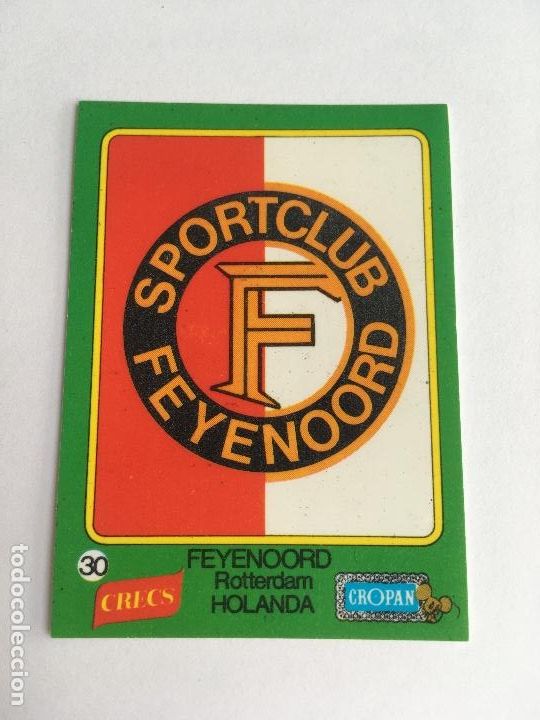 SPORTCLUB
F
FEYENOORD
30
FEYENOORD
Rotterdam
HOLANDA
CRECS
CROPAN
todocoleccion